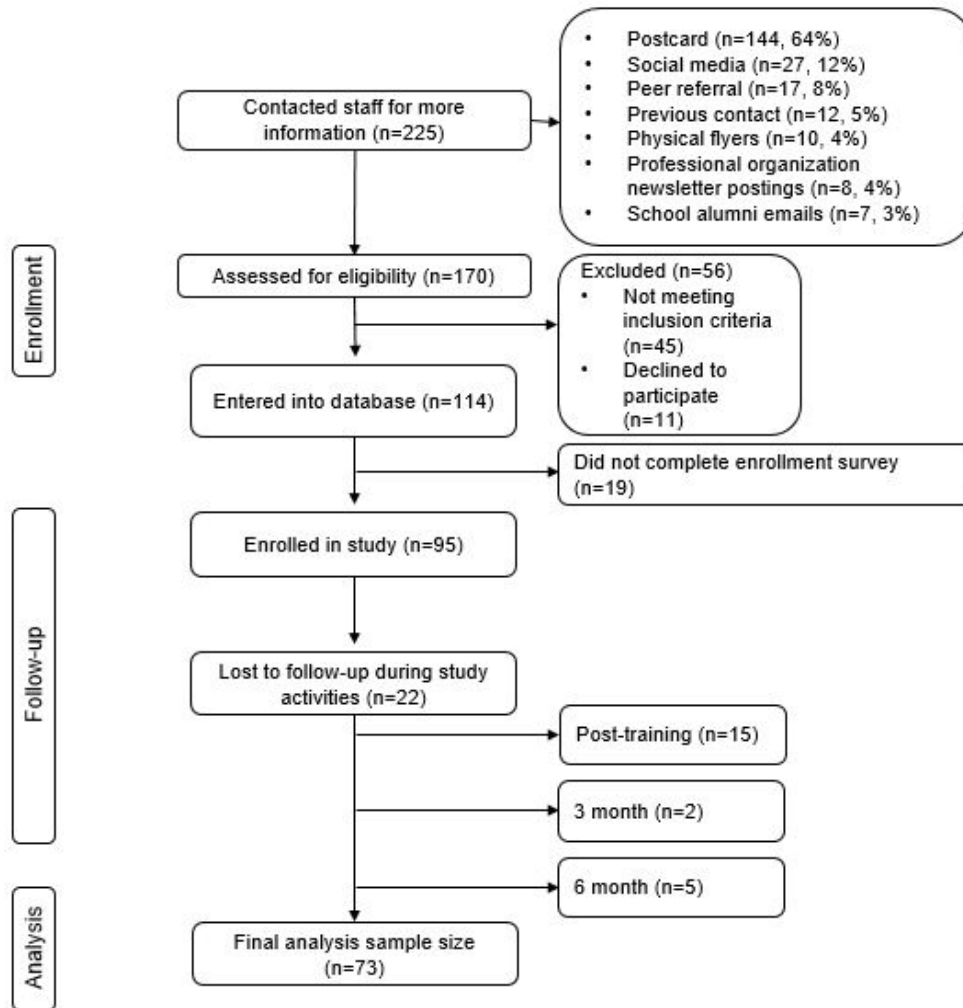 Contacted staff for more
information (n=225)
• Postcard (n=144, 64%)
• Social media (n=27, 12%)
• Peer referral (n=17, 8%)
• Previous contact (n=12, 5%)
• Physical flyers (n=10, 4%)
• Professional organization
newsletter postings (n=8, 4%)
• School alumni emails (n=7, 3%)
Enrollment
Assessed for eligibility (n=170)
Excluded (n=56)
• Not meeting
inclusion criteria
(n=45)
• Declined to
participate
(n=11)
Entered into database (n=114)
Did not complete enrollment survey
(n=19)
Follow-up
Enrolled in study (n=95)
Lost to follow-up during study
activities (n=22)
Post-training (n=15)
3 month (n=2)
6 month (n=5)
Analysis
Final analysis sample size
(n=73)